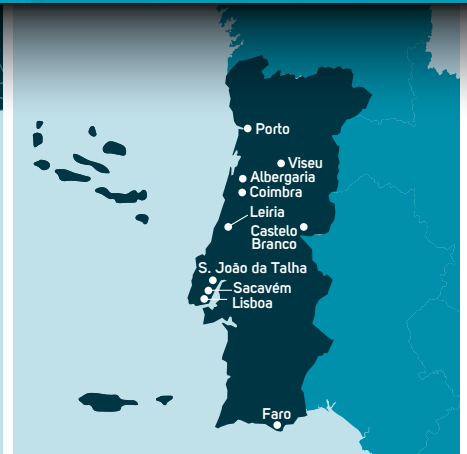 Porto
Viseu
Albergaria
Coimbra
Leiria
Castelo
Branco
S. João da Talha
Sacavém
Lisboa
Faro